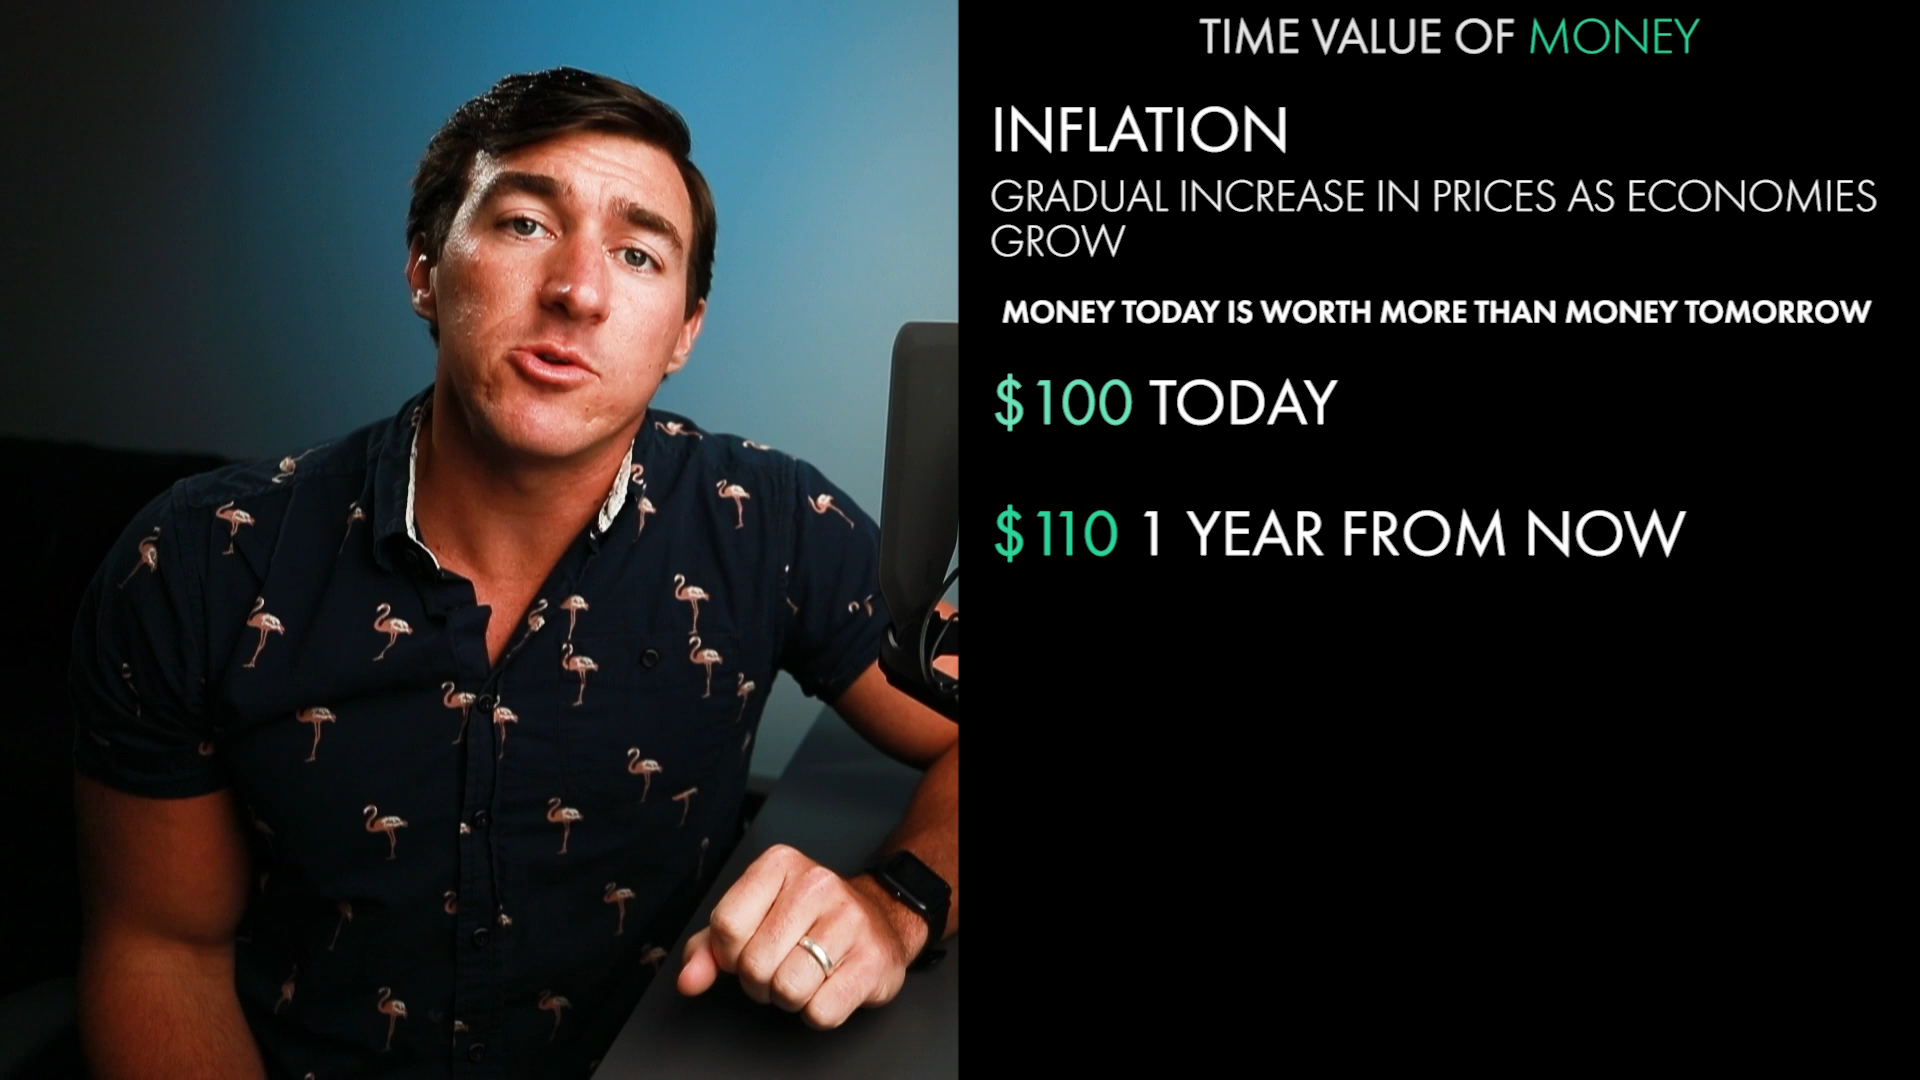 TIME VALUE OF MONEY
INFLATION
GRADUAL INCREASE IN PRICES AS ECONOMIES
GROW
MONEY TODAY IS WORTH MORE THAN MONEY TOMORROW
$100 TODAY
$110 1 YEAR FROM NOW